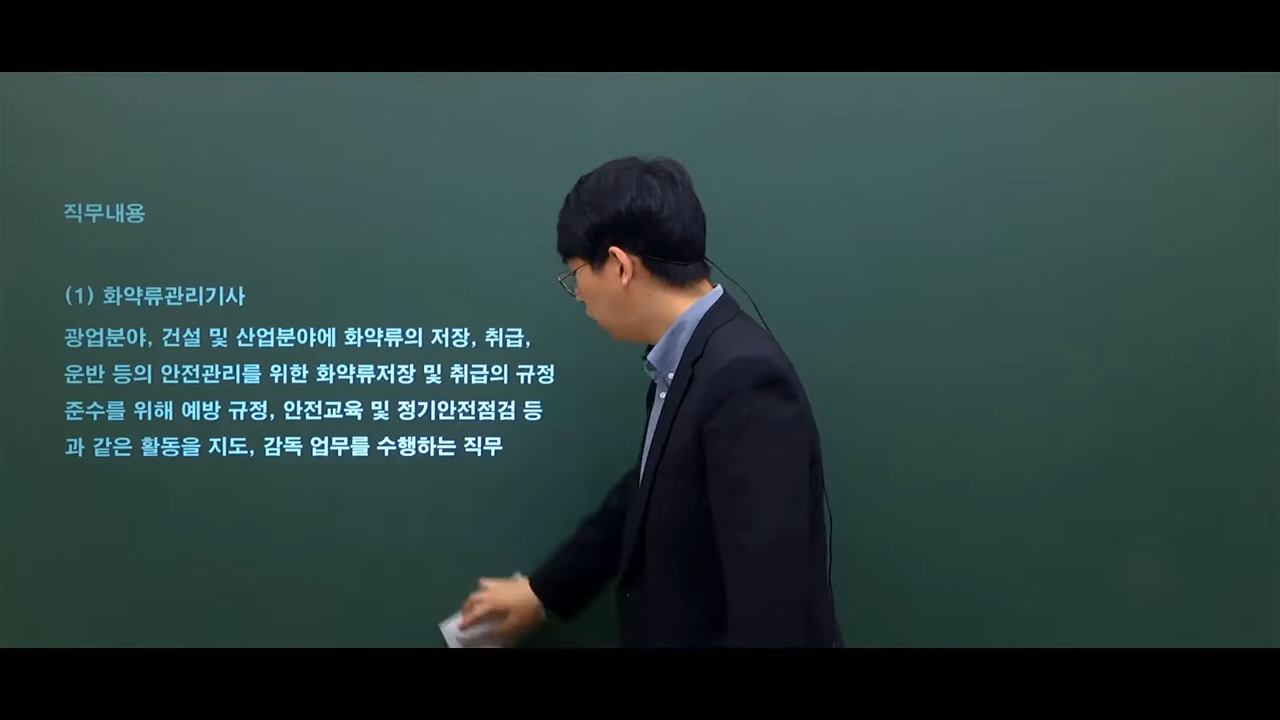 직무내용
(1) 화약류관리기사
광업분야, 건설 및 산업분야에 화약류의 저장, 취급,
운반 등의 안전관리를 위한 화약류저장 및 취급의 규정
준수를 위해 예방 규정, 안전교육 및 정기안전점검 등
과 같은 활동을 지도, 감독 업무를 수행하는 직무